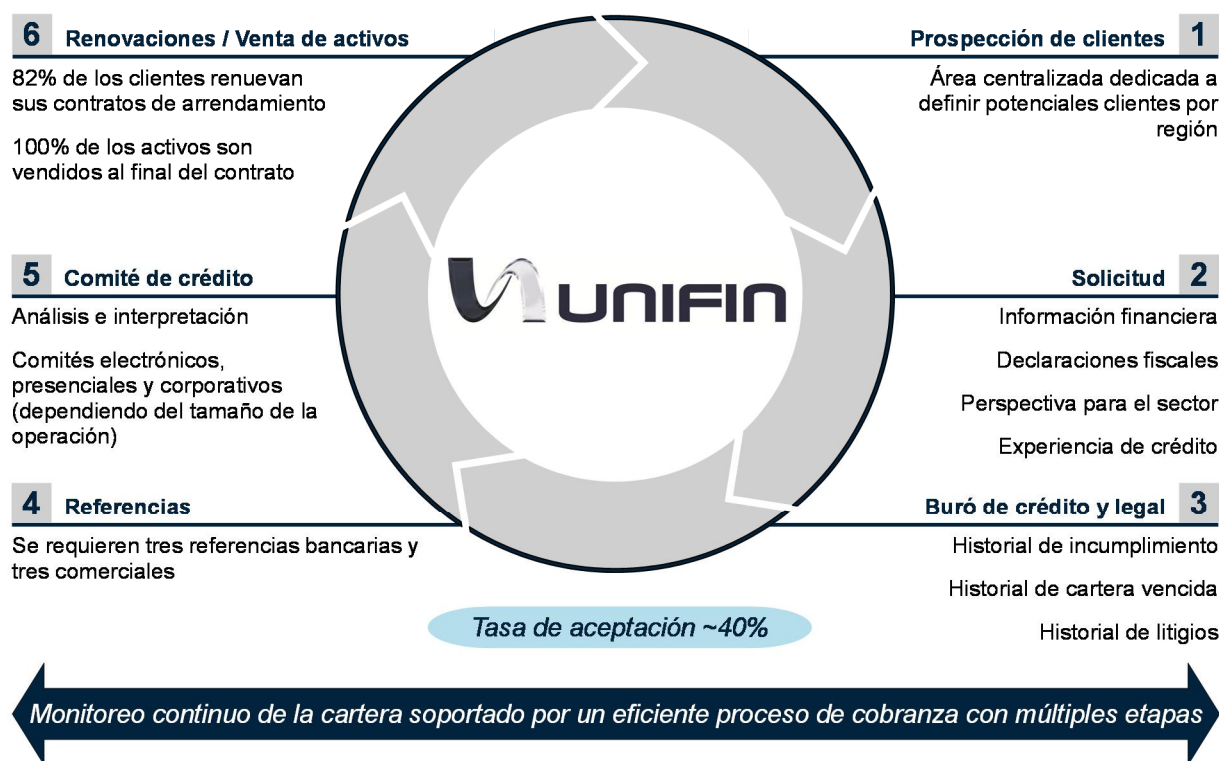 6 Renovaciones / Venta de activos
82% de los clientes renuevan
sus contratos de arrendamiento
100% de los activos son
vendidos al final del contrato
Prospección de clientes 1
Área centralizada dedicada a
definir potenciales clientes por
región
UNIFIN
5 Comité de crédito
Análisis e interpretación
Comités electrónicos,
presenciales y corporativos
(dependiendo del tamaño de la
operación)
Solicitud 2
Información financiera
Declaraciones fiscales
Perspectiva para el sector
Experiencia de crédito
4 Referencias
Se requieren tres referencias bancarias y
tres comerciales
Buró de crédito y legal 3
Historial de incumplimiento
Historial de cartera vencida
Historial de litigios
Tasa de aceptación ~40%
Monitoreo continuo de la cartera soportado por un eficiente proceso de cobranza con múltiples etapas